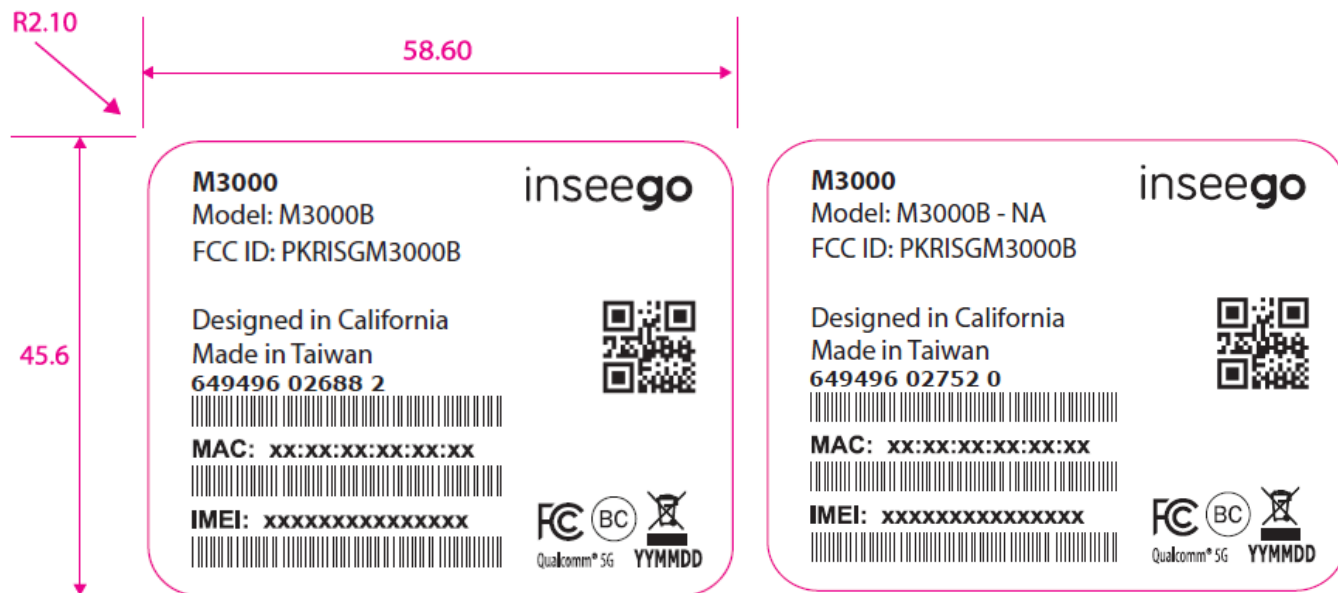 R2.10
58.60
45.6
M3000
inseego
Model: M3000B
FCC ID: PKRISGM3000B
Designed in California
Made in Taiwan
649496 02688 2
MAC: xx:xx:xx:xx:xx:xx
IMEI: xxxxxxxxxxxxxxx
FC BC
Qualcomm® 5G YYMMDD
M3000
inseego
Model: M3000B - NA
FCC ID: PKRISGM3000B
Designed in California
Made in Taiwan
649496 02752 0
MAC: xx:xx:xx:xx:xx:xx
IMEI: xxxxxxxxxxxxxxx
FC BC
Qualcomm® 5G YYMMDD